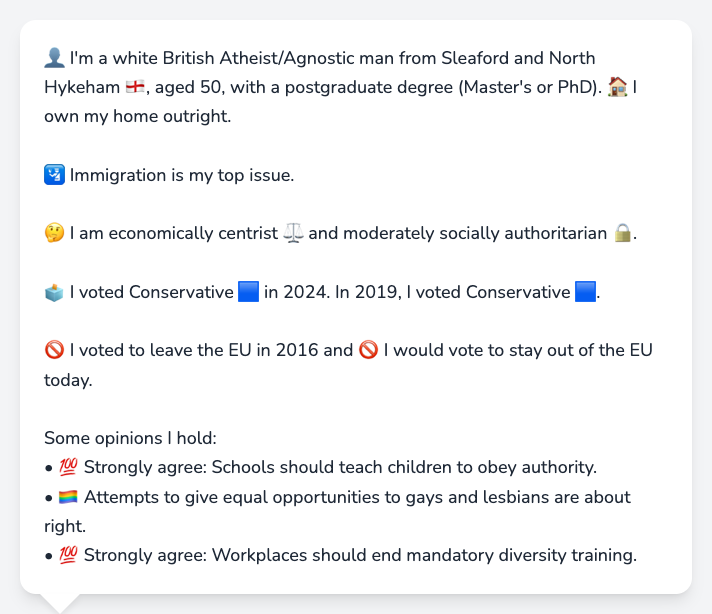 👤 I'm a white British Atheist/Agnostic man from Sleaford and North
Hykeham 🏴󠁧󠁢󠁥󠁮󠁧󠁿, aged 50, with a postgraduate degree (Master's or PhD). 🏠 I
own my home outright.
🛂 Immigration is my top issue.
🤔 I am economically centrist ⚖️ and moderately socially authoritarian 🔒.
🗳️ I voted Conservative 🟦 in 2024. In 2019, I voted Conservative 🟦.
🚫 I voted to leave the EU in 2016 and 🚫 I would vote to stay out of the EU
today.
Some opinions I hold:
• 💯 Strongly agree: Schools should teach children to obey authority.
• 🏳️‍🌈 Attempts to give equal opportunities to gays and lesbians are about
right.
• 💯 Strongly agree: Workplaces should end mandatory diversity training.